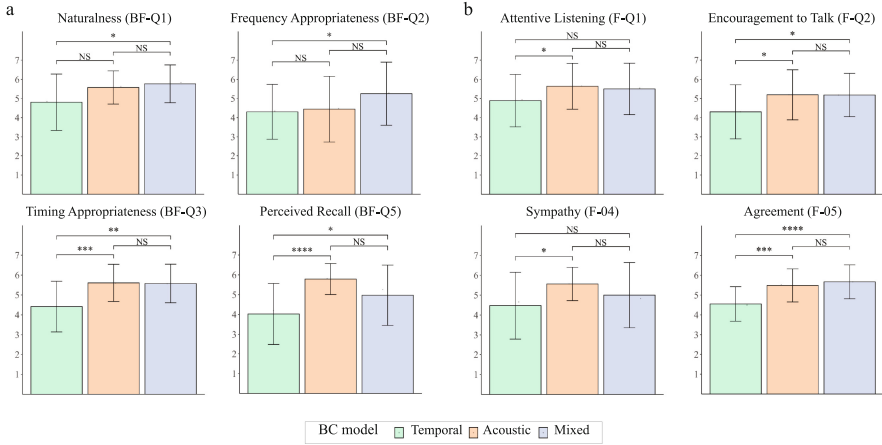 a
Naturalness (BF-Q1)
*
NS
NS
7
6
5
4
3
2
1
Frequency Appropriateness (BF-Q2)
*
NS
NS
7
6
5
4
3
2
1
Timing Appropriateness (BF-Q3)
**
***
NS
7
6
5
4
3
2
1
Perceived Recall (BF-Q5)
*
****
NS
7
6
5
4
3
2
1
b
Attentive Listening (F-Q1)
NS
*
NS
7
6
5
4
3
2
1
Encouragement to Talk (F-Q2)
*
*
NS
7
6
5
4
3
2
1
Sympathy (F-04)
NS
*
NS
7
6
5
4
3
2
1
Agreement (F-05)
****
***
NS
7
6
5
4
3
2
1
BC model Temporal Acoustic Mixed